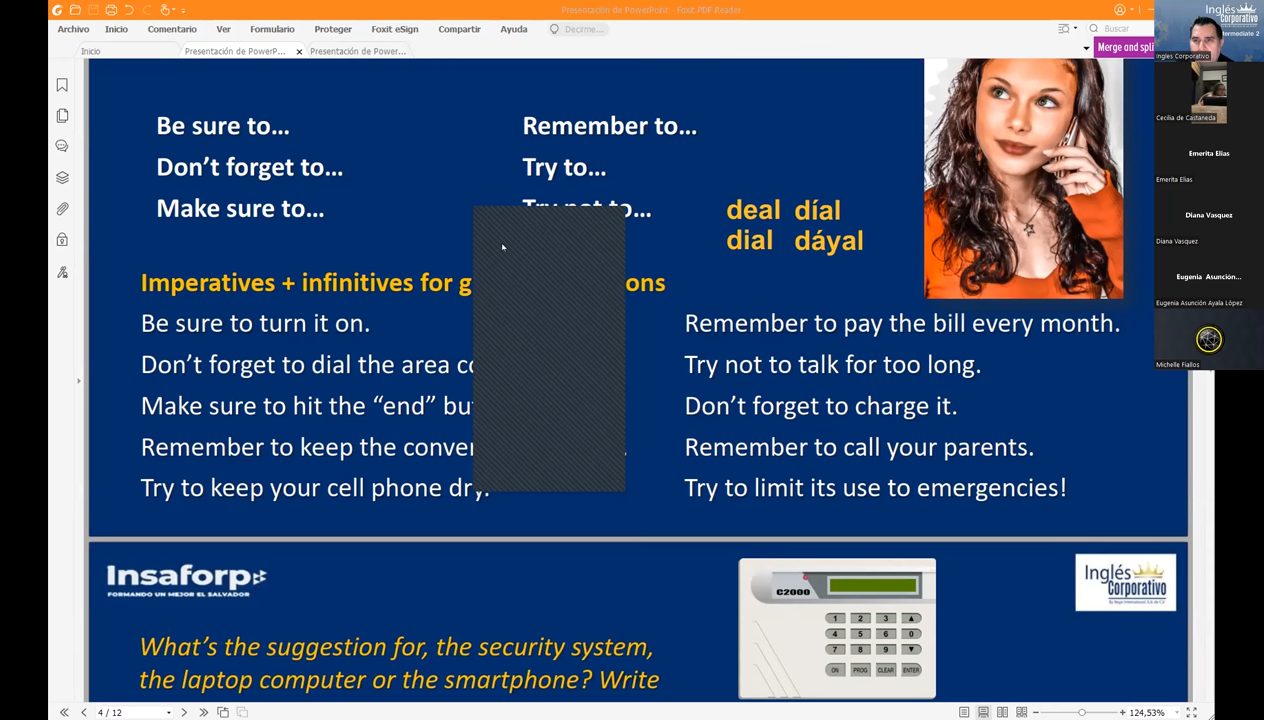 Presentación de PowerPoint - Foxit PDF Reader
Archivo Inicio Comentario Ver Formulario Proteger Foxit eSign Compartir Ayuda Decirme... Buscar
Inicio Presentación de PowerP... Presentación de PowerP... Merge and spli
Be sure to... Remember to...
Don't forget to... Try to...
Make sure to... Try not to...
deal díal
dial dáyal
Imperatives + infinitives for g ons
Be sure to turn it on. Remember to pay the bill every month.
Don't forget to dial the area co Try not to talk for too long.
Make sure to hit the “end” bu Don't forget to charge it.
Remember to keep the conver . Remember to call your parents.
Try to keep your cell phone dry. Try to limit its use to emergencies!
Insaforp
FORMANDO UN MEJOR EL SALVADOR
C2000
1 2 3 ▲
4 5 6 0
7 8 9 ▼
ON PROG CLEAR ENTER
Inglés
Corporativo
What's the suggestion for, the security system,
the laptop computer or the smartphone? Write
4 / 12 124,53%
Inglés
Corporativo
termediate 2
Ingles Corporativo
Cecilia de Castaneda
Emerita Elias
Emerita Elias
Diana Vasquez
Diana Vasquez
Eugenia Asunción...
Eugenia Asunción Ayala López
Michelle Fiallos